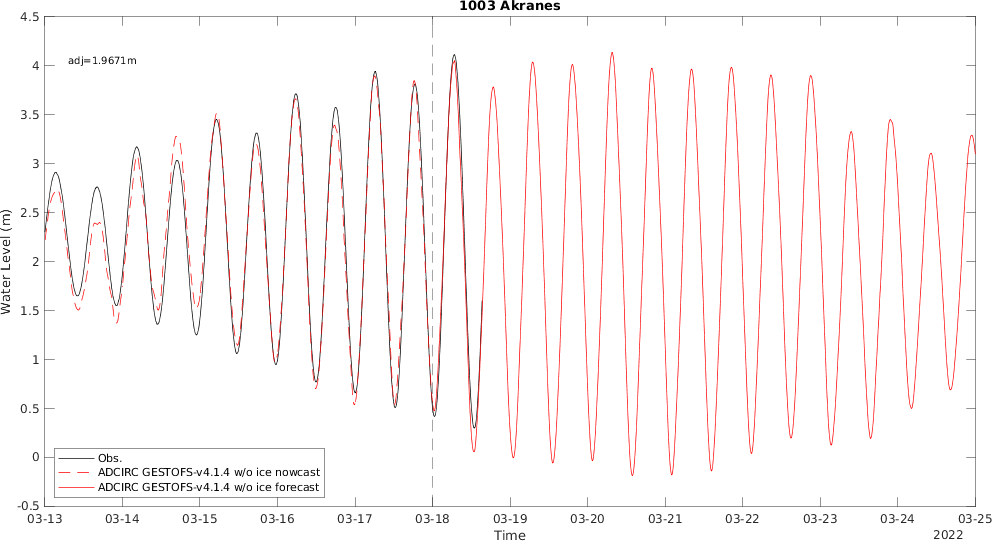 1003 Akranes
4.5
4
3.5
3
2.5
2
1.5
1
0.5
0
-0.5
Water Level (m)
adj=1.9671m
Obs.
ADCIRC GESTOFS-v4.1.4 w/o ice nowcast
ADCIRC GESTOFS-v4.1.4 w/o ice forecast
03-13 03-14 03-15 03-16 03-17 03-18 03-19 03-20 03-21 03-22 03-23 03-24 03-25
Time
2022